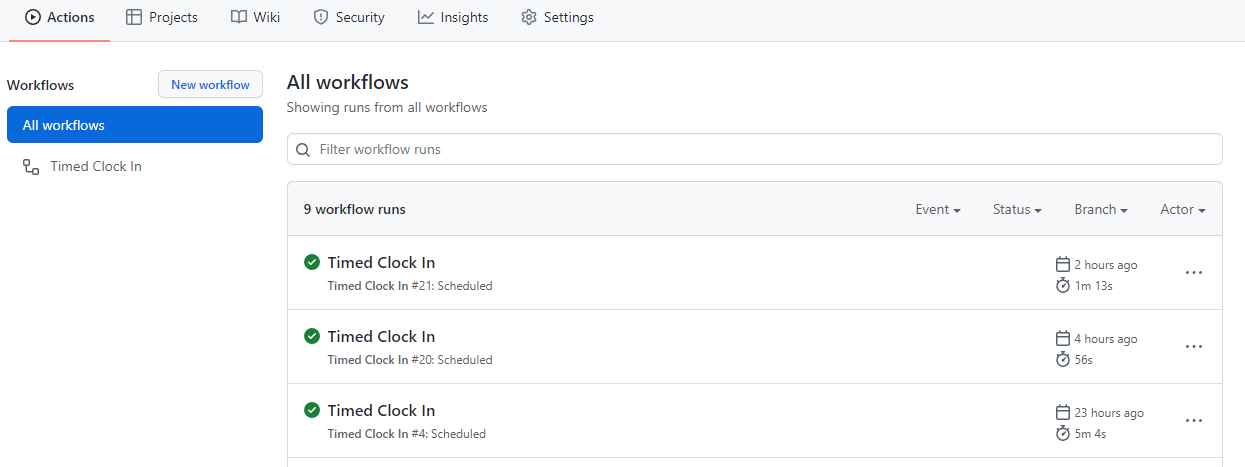 Actions Projects Wiki Security Insights Settings
Workflows
New workflow
All workflows
Timed Clock In
All workflows
Showing runs from all workflows
Filter workflow runs
9 workflow runs Event Status Branch Actor
Timed Clock In
Timed Clock In #21: Scheduled
2 hours ago
1m 13s
Timed Clock In
Timed Clock In #20: Scheduled
4 hours ago
56s
Timed Clock In
Timed Clock In #4: Scheduled
23 hours ago
5m 4s